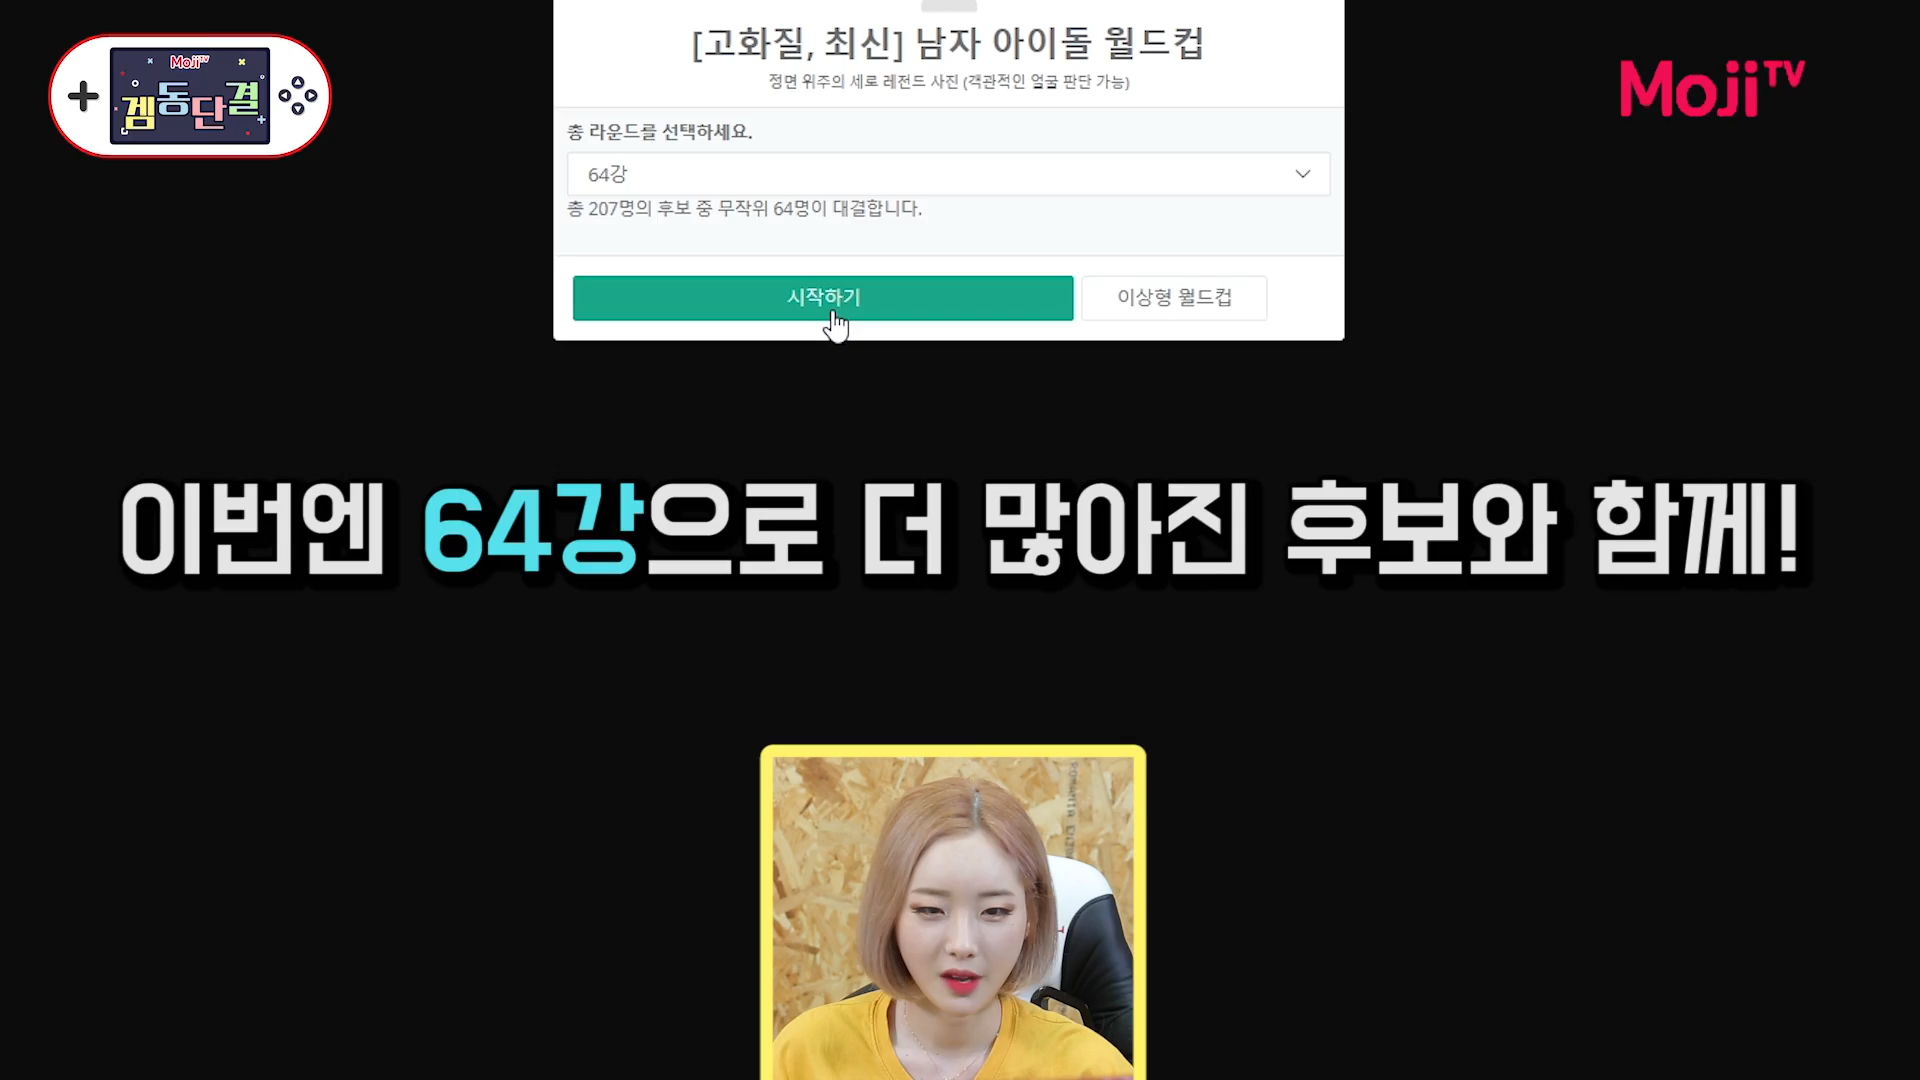 [고화질, 최신] 남자 아이돌 월드컵
정면 위주의 세로 레전드 사진 (객관적인 얼굴 판단 가능)
MojiTV
겜동단결
MojiTV
총 라운드를 선택하세요.
64강
총 207명의 후보 중 무작위 64명이 대결합니다.
시작하기
이상형 월드컵
이번엔 64강으로 더 많아진 후보와 함께!